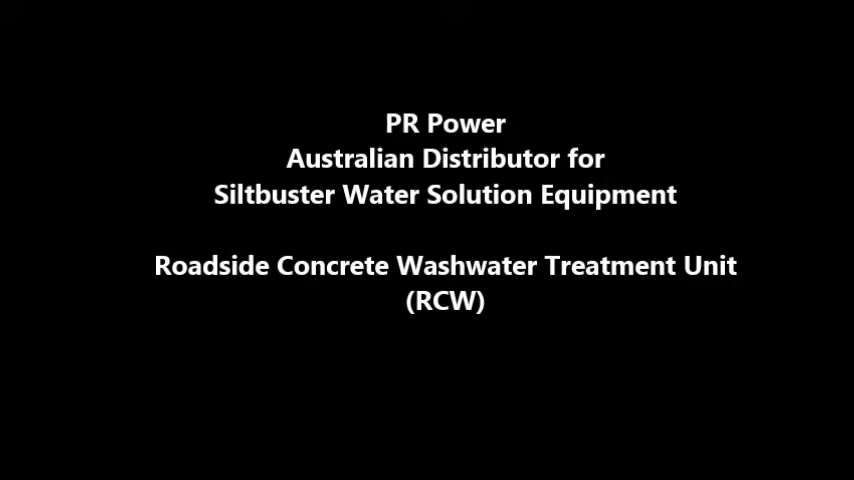 PR Power
Australian Distributor for
Siltbuster Water Solution Equipment
Roadside Concrete Washwater Treatment Unit
(RCW)